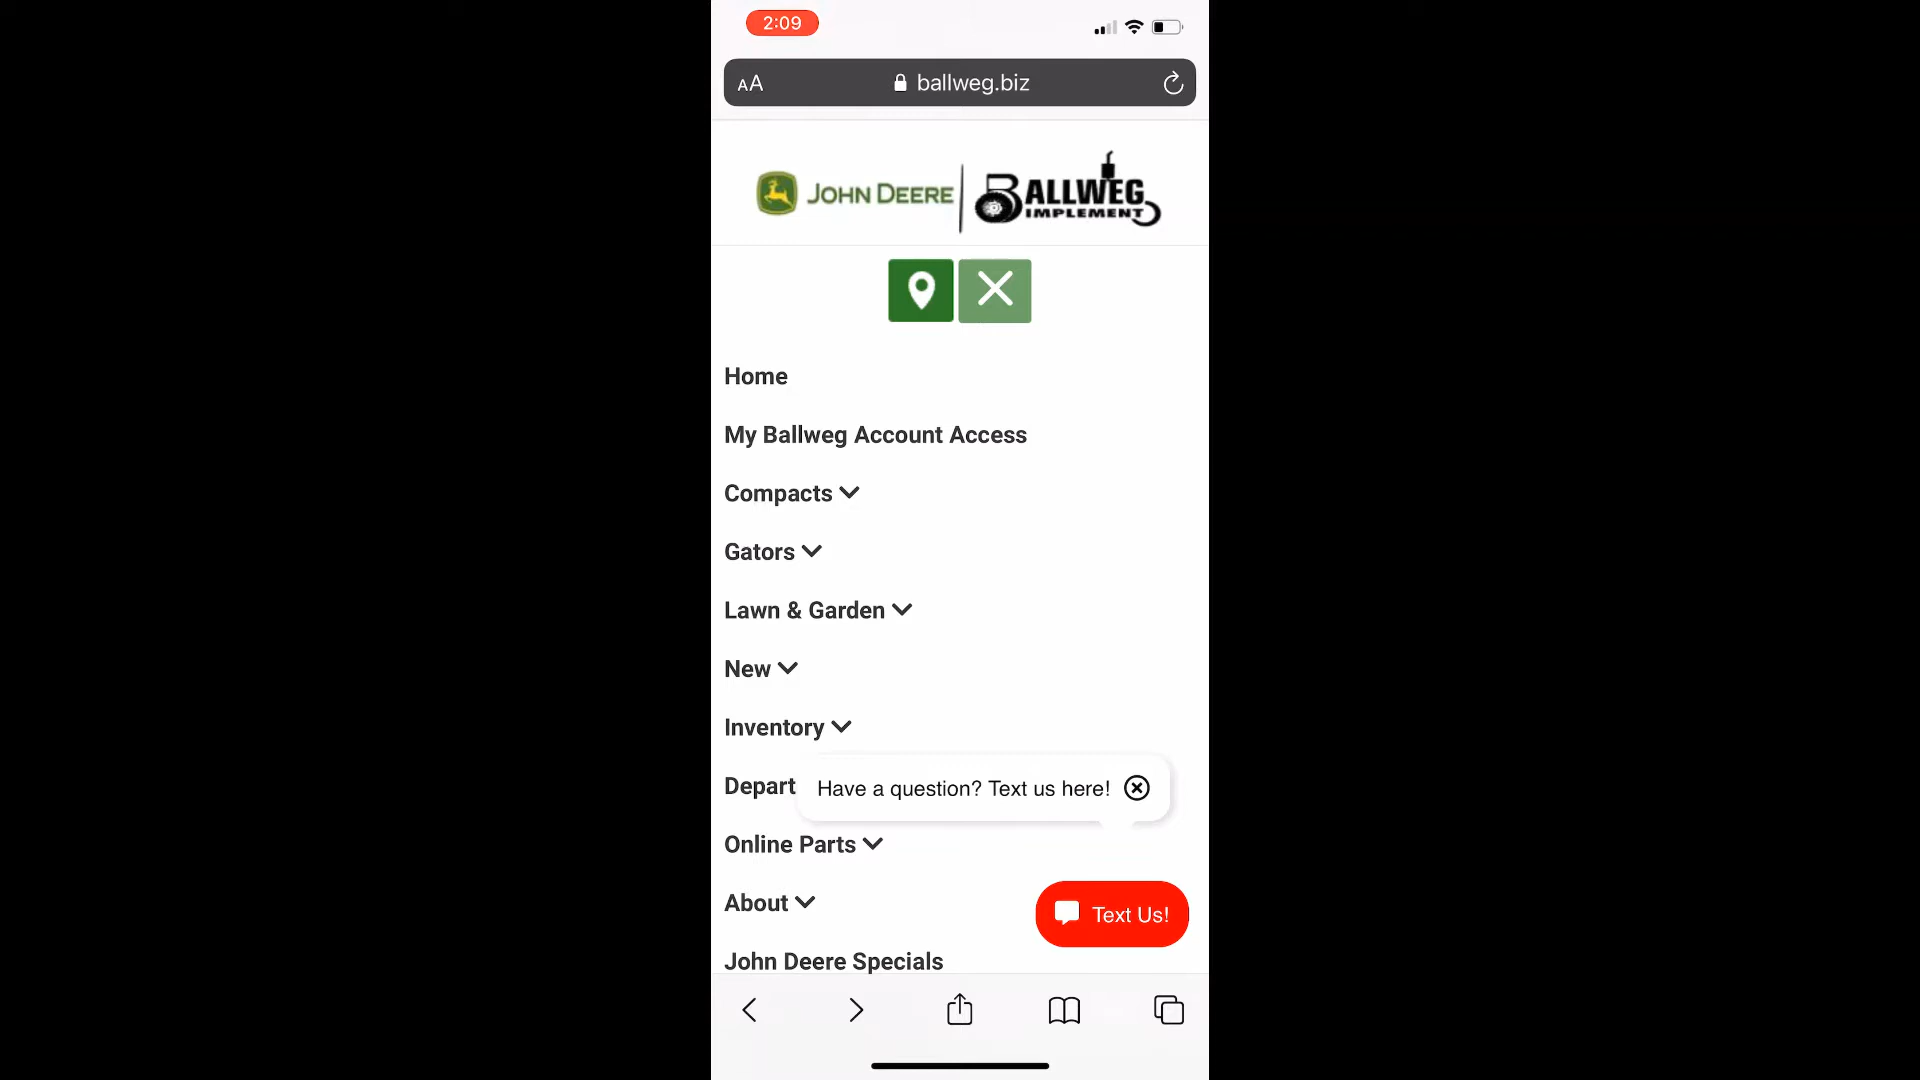 2:09
AA ballweg.biz
JOHN DEERE BALLWEG
IMPLEMENT
Home
My Ballweg Account Access
Compacts
Gators
Lawn & Garden
New
Inventory
Depart
Have a question? Text us here!
Online Parts
About
Text Us!
John Deere Specials